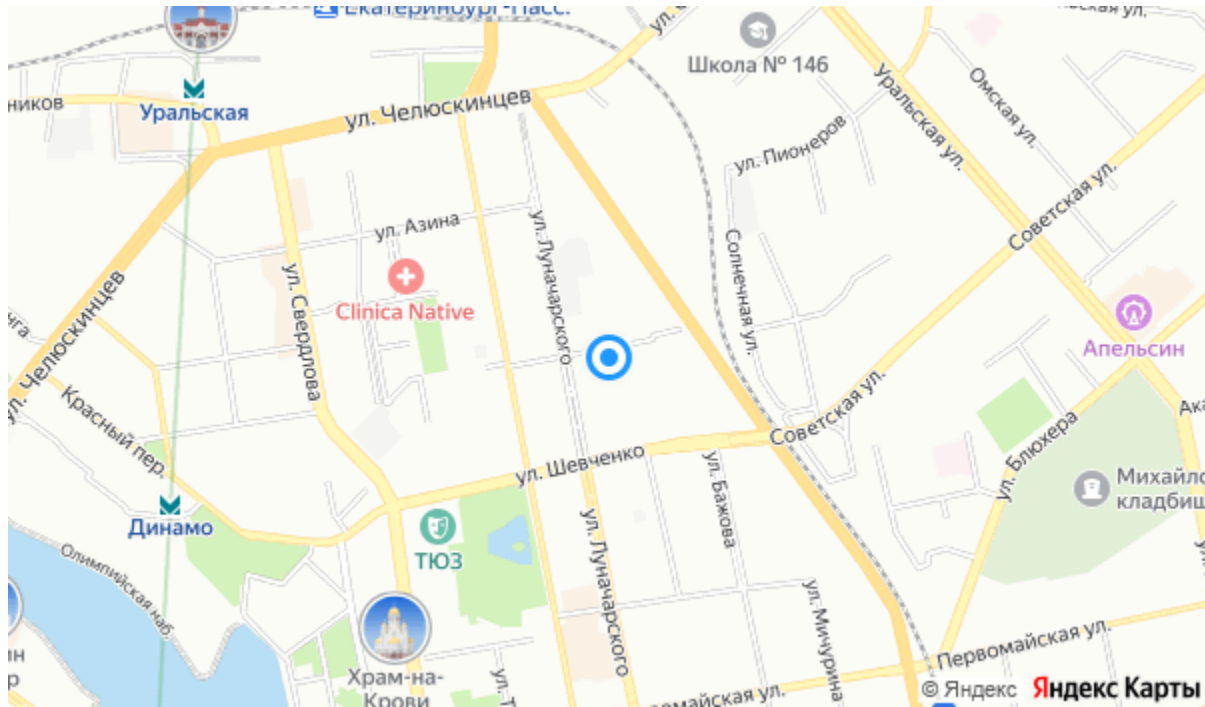 Екатеринбург-Пасс.
Школа № 146
Уральская
ул. Челюскинцев
ул. Пионеров
Уральская ул.
Омская ул.
Советская ул.
ул. Азина
ул. Луначарского
Солнечная ул.
Clinica Native
ул. Свердлова
ул. Челюскинцев
Апельсин
Красный пер.
Советская ул.
ул. Блюхера
ул. Шевченко
ул. Бажова
Динамо
ТЮЗ
ул. Луначарского
Олимпийская наб.
ул. Мичурина
Первомайская ул.
Храм-на-
Крови
© Яндекс Яндекс Карты